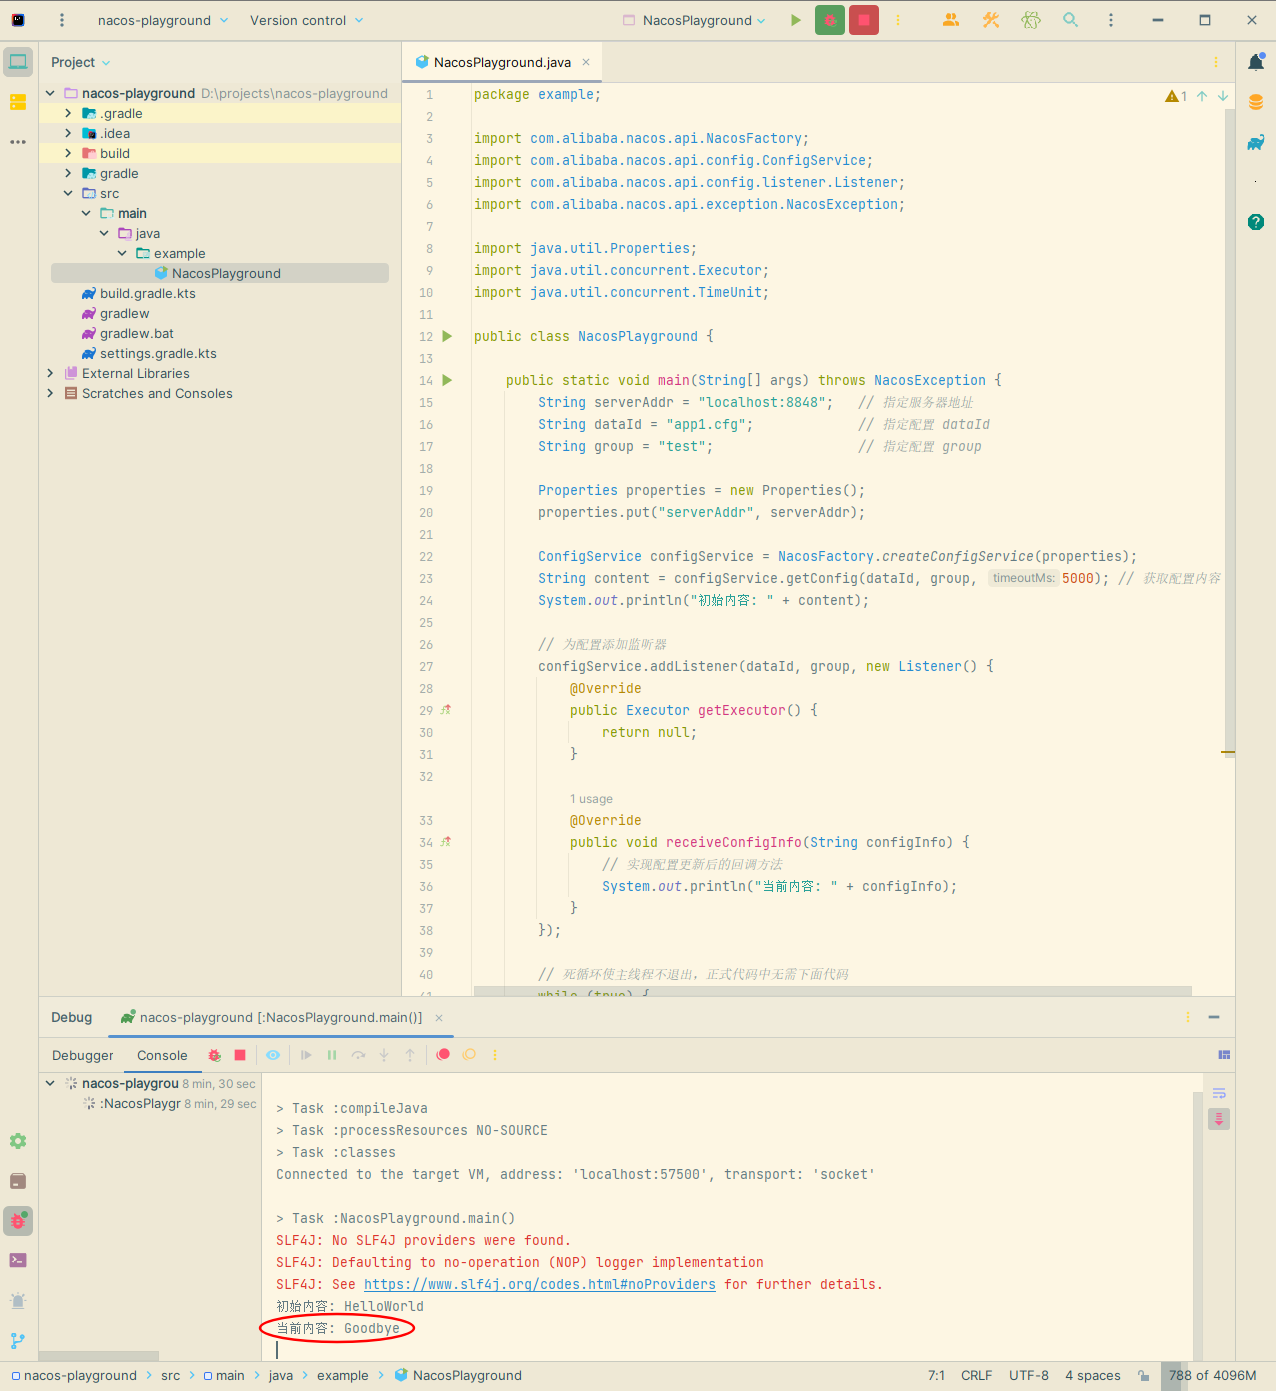 nacos-playground
Version control
NacosPlayground
Project
NacosPlayground.java
nacos-playground D:\projects\nacos-playground
.gradle
.idea
build
gradle
src
main
java
example
NacosPlayground
build.gradle.kts
gradlew
gradlew.bat
settings.gradle.kts
External Libraries
Scratches and Consoles
1
1 package example;
2
3 import com.alibaba.nacos.api.NacosFactory;
4 import com.alibaba.nacos.api.config.ConfigService;
5 import com.alibaba.nacos.api.config.listener.Listener;
6 import com.alibaba.nacos.api.exception.NacosException;
7
8 import java.util.Properties;
9 import java.util.concurrent.Executor;
10 import java.util.concurrent.TimeUnit;
11
12 public class NacosPlayground {
13
14 public static void main(String[] args) throws NacosException {
15 String serverAddr = "localhost:8848"; // 指定服务器地址
16 String dataId = "app1.cfg"; // 指定配置 dataId
17 String group = "test"; // 指定配置 group
18
19 Properties properties = new Properties();
20 properties.put("serverAddr", serverAddr);
21
22 ConfigService configService = NacosFactory.createConfigService(properties);
23 String content = configService.getConfig(dataId, group, timeoutMs: 5000); // 获取配置内容
24 System.out.println("初始内容: " + content);
25
26 // 为配置添加监听器
27 configService.addListener(dataId, group, new Listener() {
28 @Override
29 public Executor getExecutor() {
30 return null;
31 }
32
1 usage
33 @Override
34 public void receiveConfigInfo(String configInfo) {
35 // 实现配置更新后的回调方法
36 System.out.println("当前内容: " + configInfo);
37 }
38 });
39
40 // 死循环使主线程不退出，正式代码中无需下面代码
41 while (true) {
Debug
nacos-playground [:NacosPlayground.main()]
Debugger
Console
nacos-playgrou 8 min, 30 sec
:NacosPlaygr 8 min, 29 sec
> Task :compileJava
> Task :processResources NO-SOURCE
> Task :classes
Connected to the target VM, address: 'localhost:57500', transport: 'socket'
> Task :NacosPlayground.main()
SLF4J: No SLF4J providers were found.
SLF4J: Defaulting to no-operation (NOP) logger implementation
SLF4J: See https://www.slf4j.org/codes.html#noProviders for further details.
初始内容: HelloWorld
当前内容: Goodbye
nacos-playground > src > main > java > example > NacosPlayground
7:1 CRLF UTF-8 4 spaces 788 of 4096M